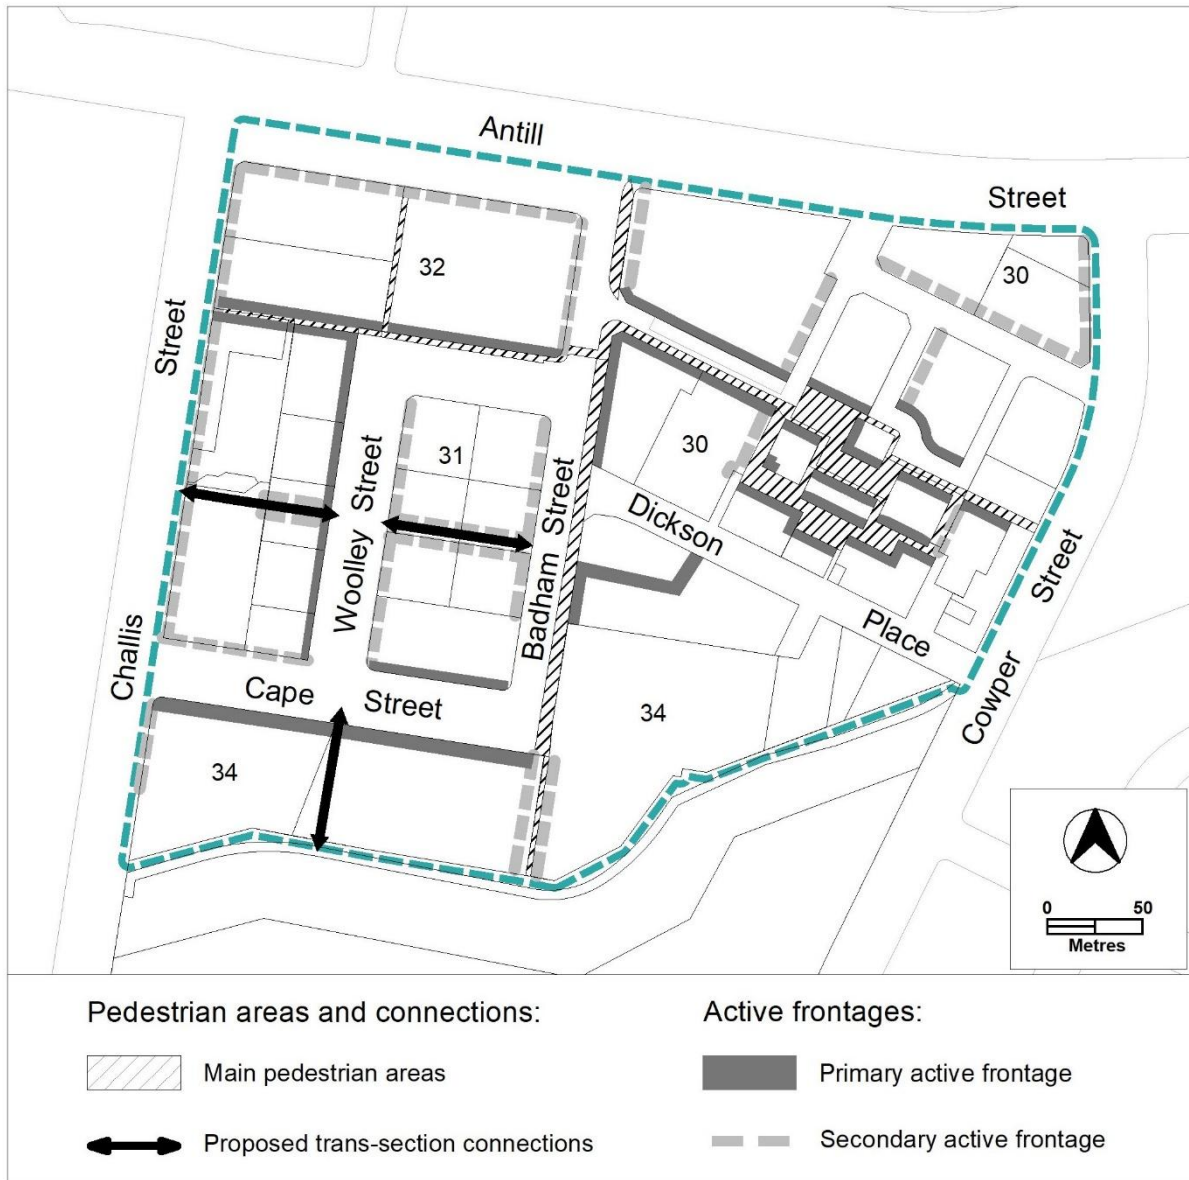 Antill
Street
32
30
Street
31
30
Woolley Street
Badham Street
Dickson
Place
Street
Challis
Cape Street
Cowper
34
34
0 50
Metres
Pedestrian areas and connections:
Main pedestrian areas
Proposed trans-section connections
Active frontages:
Primary active frontage
Secondary active frontage